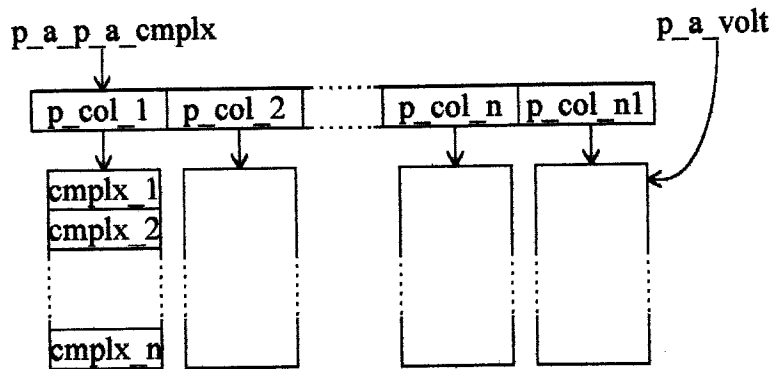 p_a_p_a_cmplx p_a_volt
p_col_1 p_col_2 p_col_n p_col_n1
cmplx_1
cmplx_2
cmplx_n